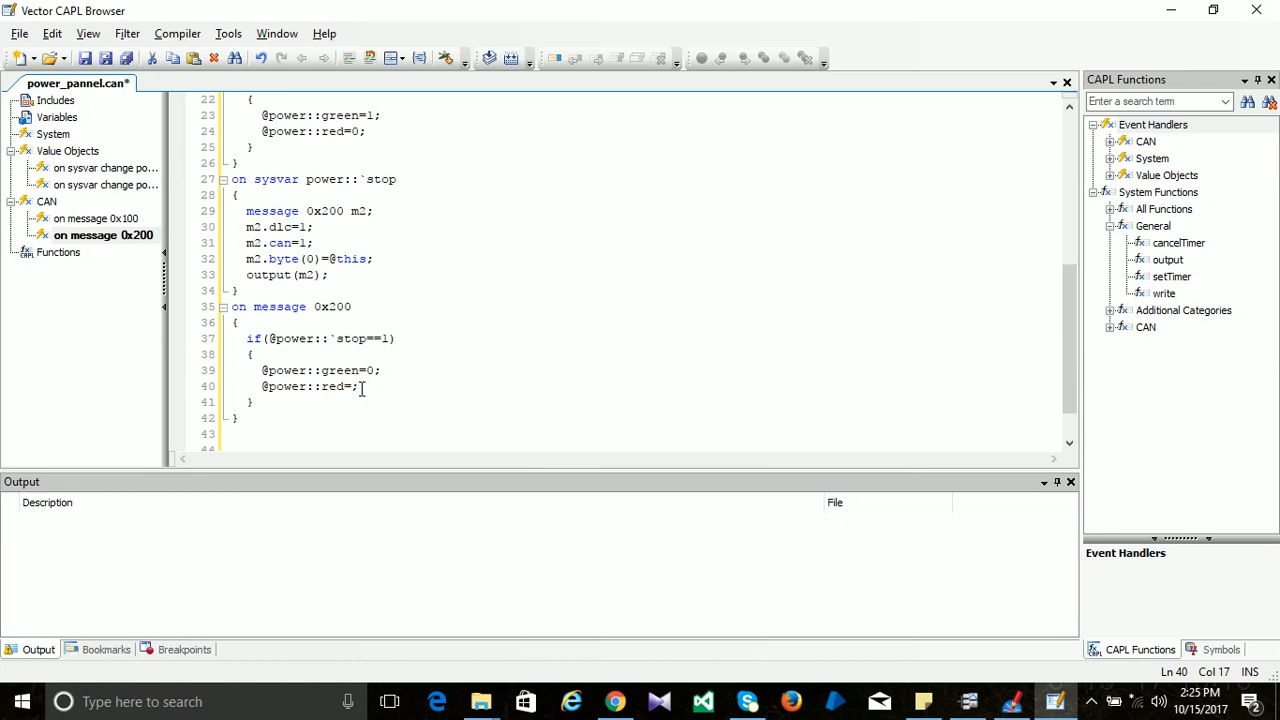 Vector CAPL Browser
File Edit View Filter Compiler Tools Window Help
power_pannel.can*
CAPL Functions
Includes
Variables
System
Value Objects
on sysvar change po...
on sysvar change po...
CAN
on message 0x100
on message 0x200
Functions
22 {
23 @power::green=1;
24 @power::red=0;
25 }
26 }
27 on sysvar power::`stop
28 {
29 message 0x200 m2;
30 m2.dlc=1;
31 m2.can=1;
32 m2.byte(0)=@this;
33 output(m2);
34 }
35 on message 0x200
36 {
37 if(@power::`stop==1)
38 {
39 @power::green=0;
40 @power::red=;
41 }
42 }
43
44
Enter a search term
Event Handlers
CAN
System
Value Objects
System Functions
All Functions
General
cancelTimer
output
setTimer
write
Additional Categories
CAN
Event Handlers
Output
Description File
Output Bookmarks Breakpoints
CAPL Functions Symbols
Ln 40 Col 17 INS
Type here to search
2:25 PM
10/15/2017
2